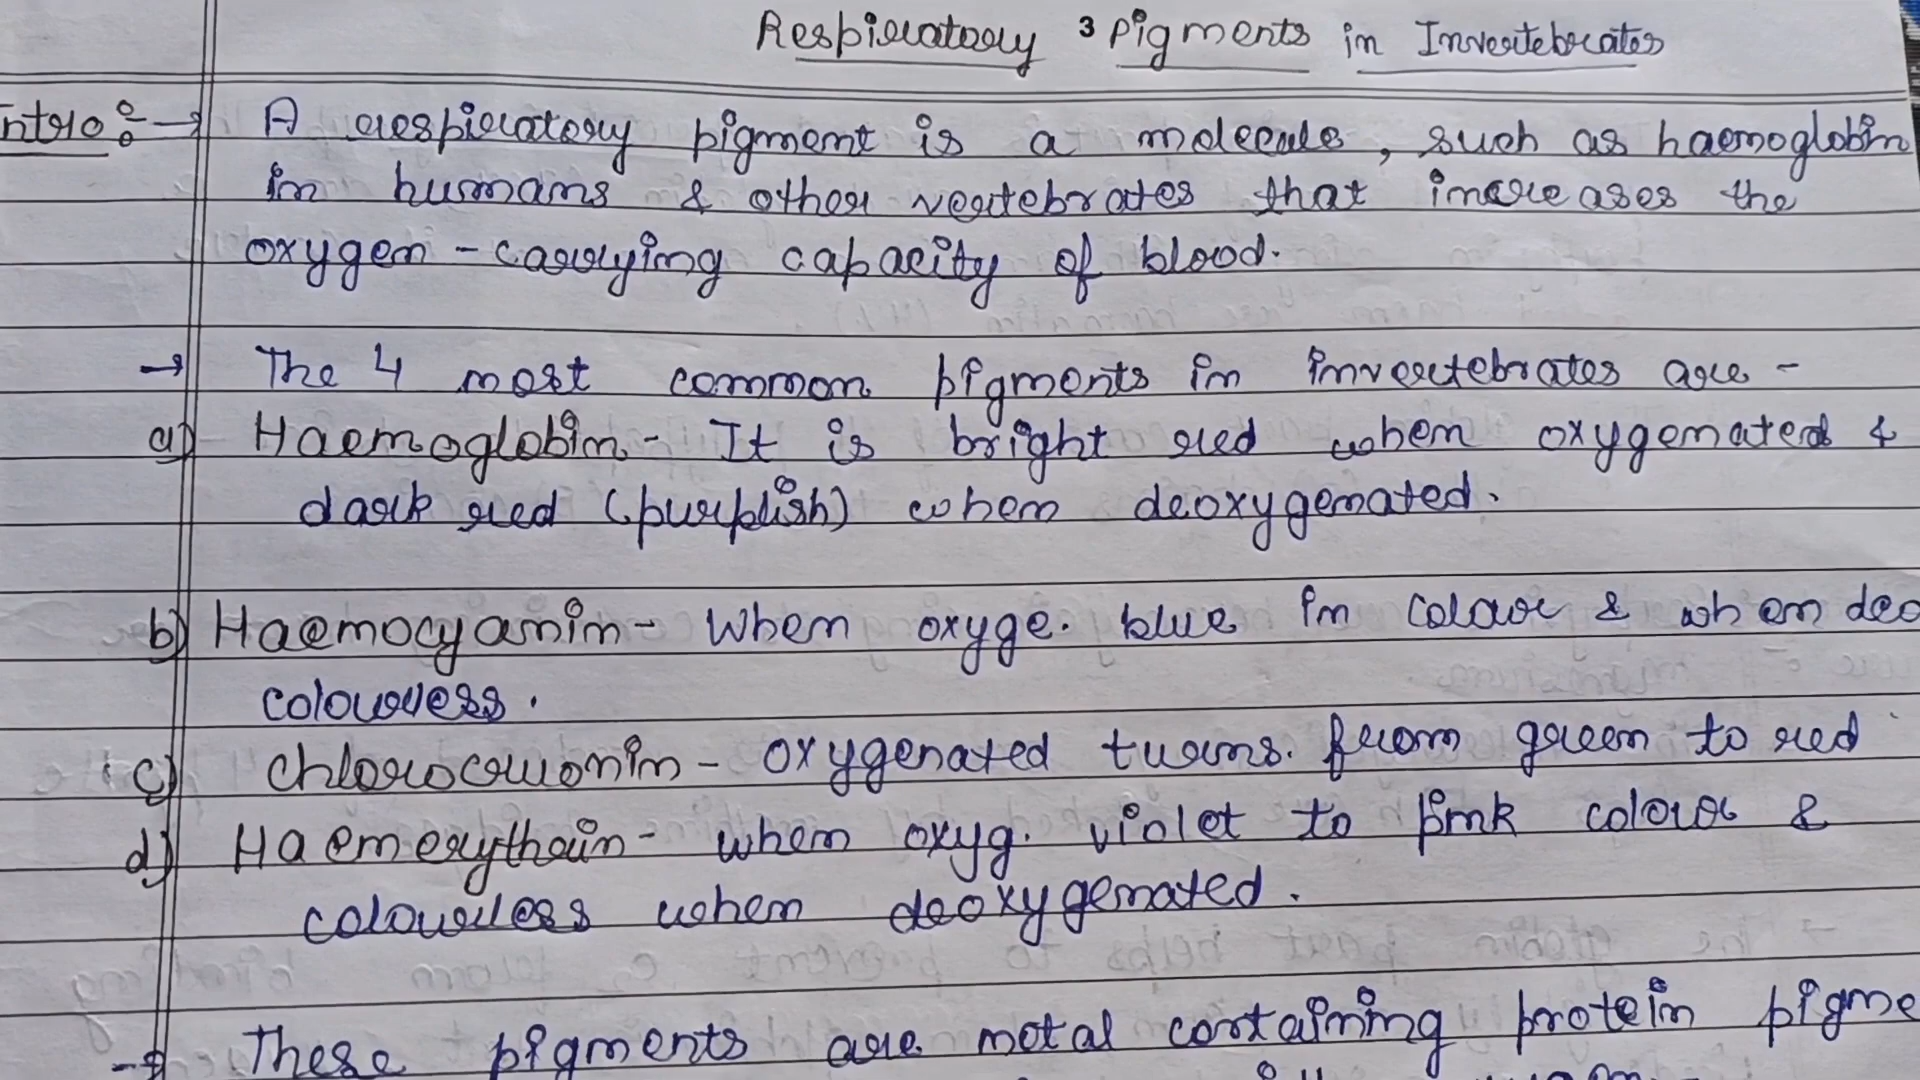 Respiratory 3 Pigments in Invertebrates
ntro :- → A respiratory pigment is a molecule, such as haemoglobin
in humans & other vertebrates that increases the
oxygen - carrying capacity of blood.
→ The 4 most common pigments in invertebrates are -
a) Haemoglobin - It is bright red when oxygenated &
dark red (purplish) when deoxygenated.
b) Haemocyanin - When oxyge. blue in colour & when deo
colourless.
c) Chlorocruonin - oxygenated turns. from green to red
d) Haemerythrin - when oxyg. violet to pink colour &
colourless when deoxygenated.
→ These pigments are metal containing protein pigme